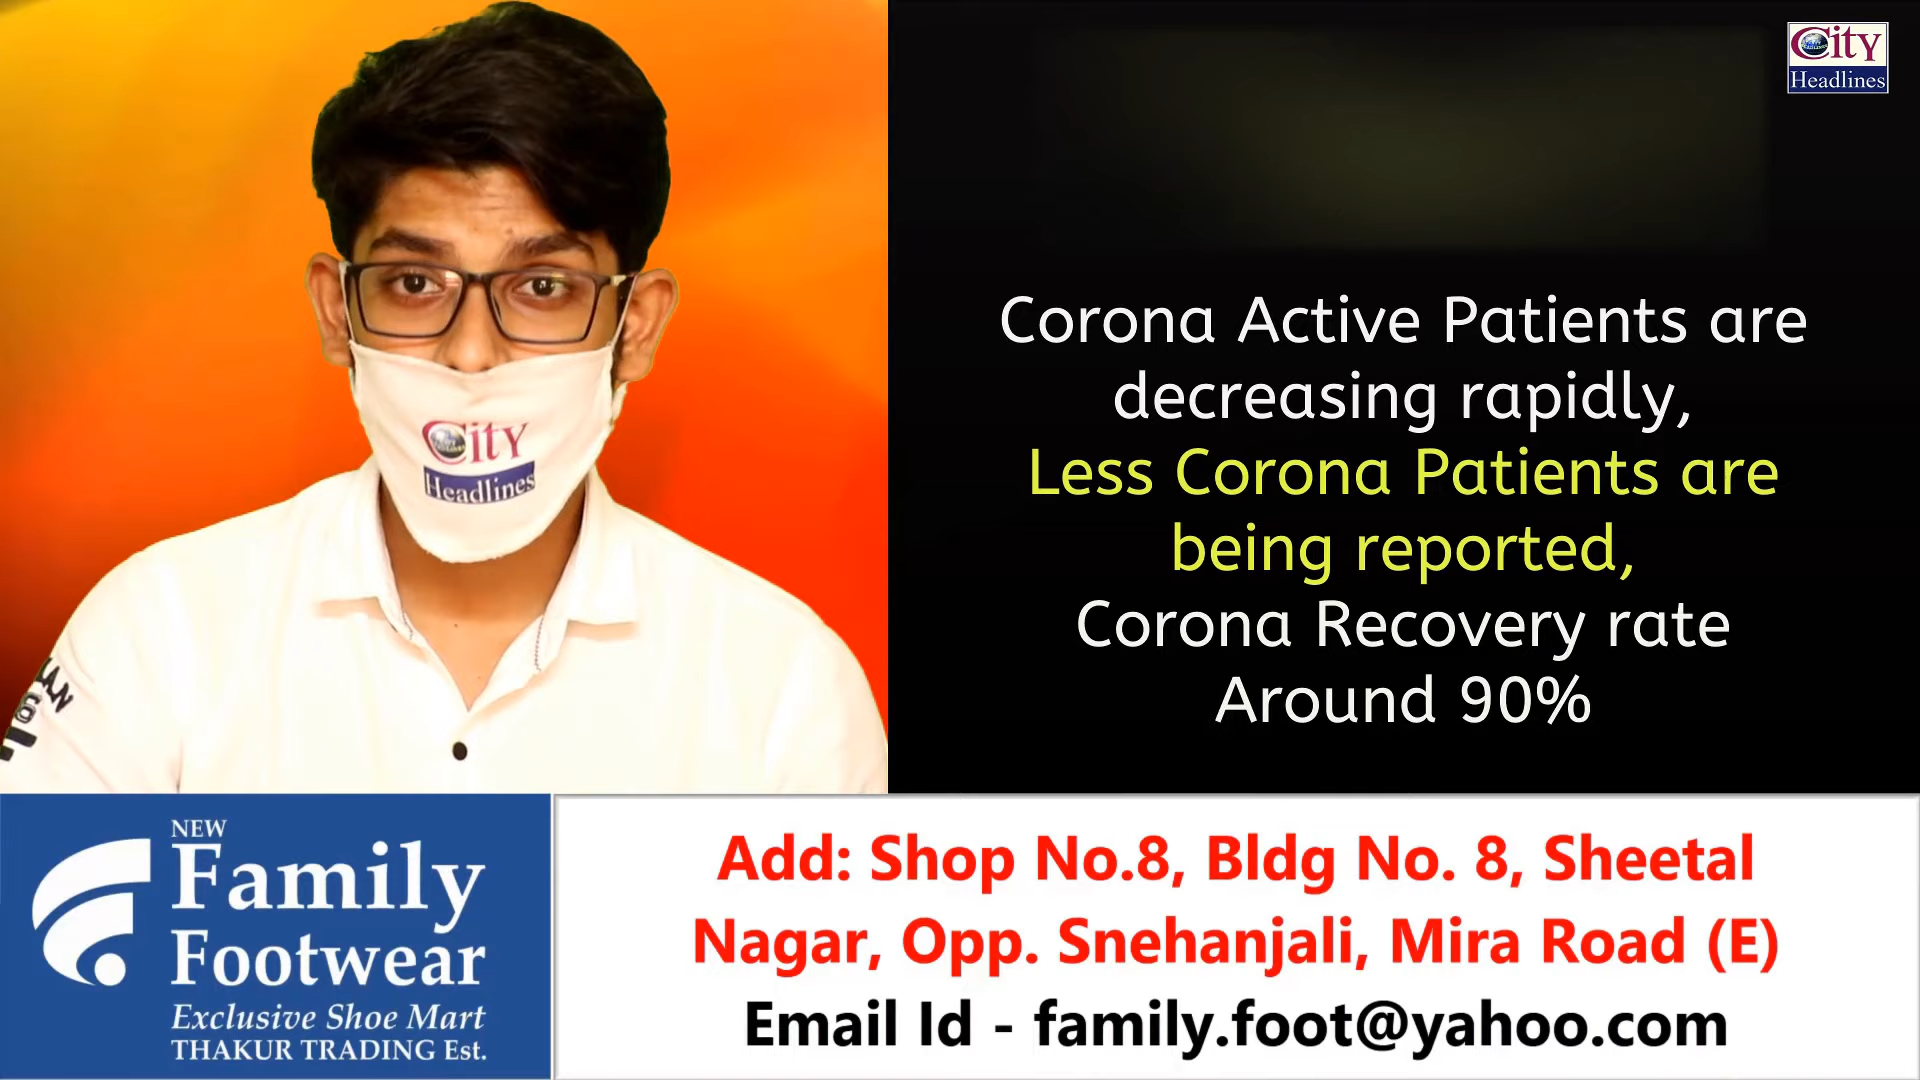 City
Headlines
Corona Active Patients are
decreasing rapidly,
Less Corona Patients are
being reported,
Corona Recovery rate
Around 90%
City
Headlines
NEW
Family
Footwear
Exclusive Shoe Mart
THAKUR TRADING Est.
Add: Shop No.8, Bldg No. 8, Sheetal
Nagar, Opp. Snehanjali, Mira Road (E)
Email Id - family.foot@yahoo.com